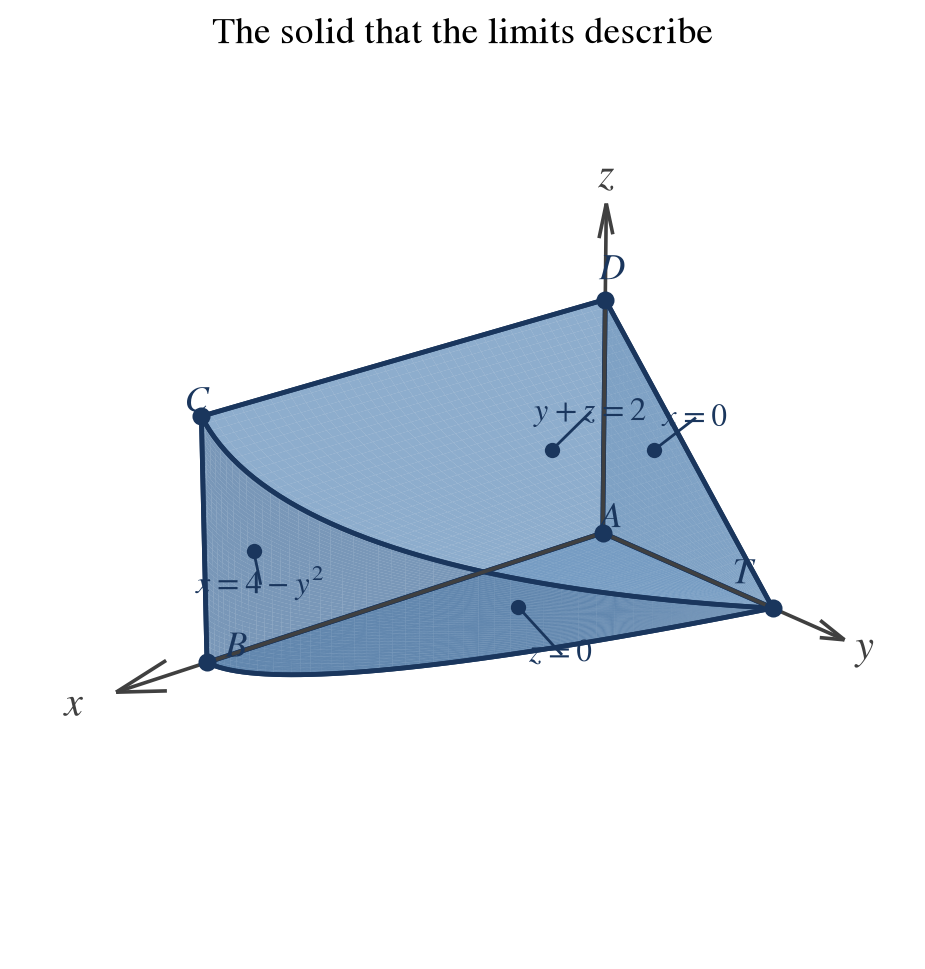 The solid that the limits describe
z
D
C
y + z = 2
x = 0
A
T
x = 4 − y²
B
z = 0
y
x